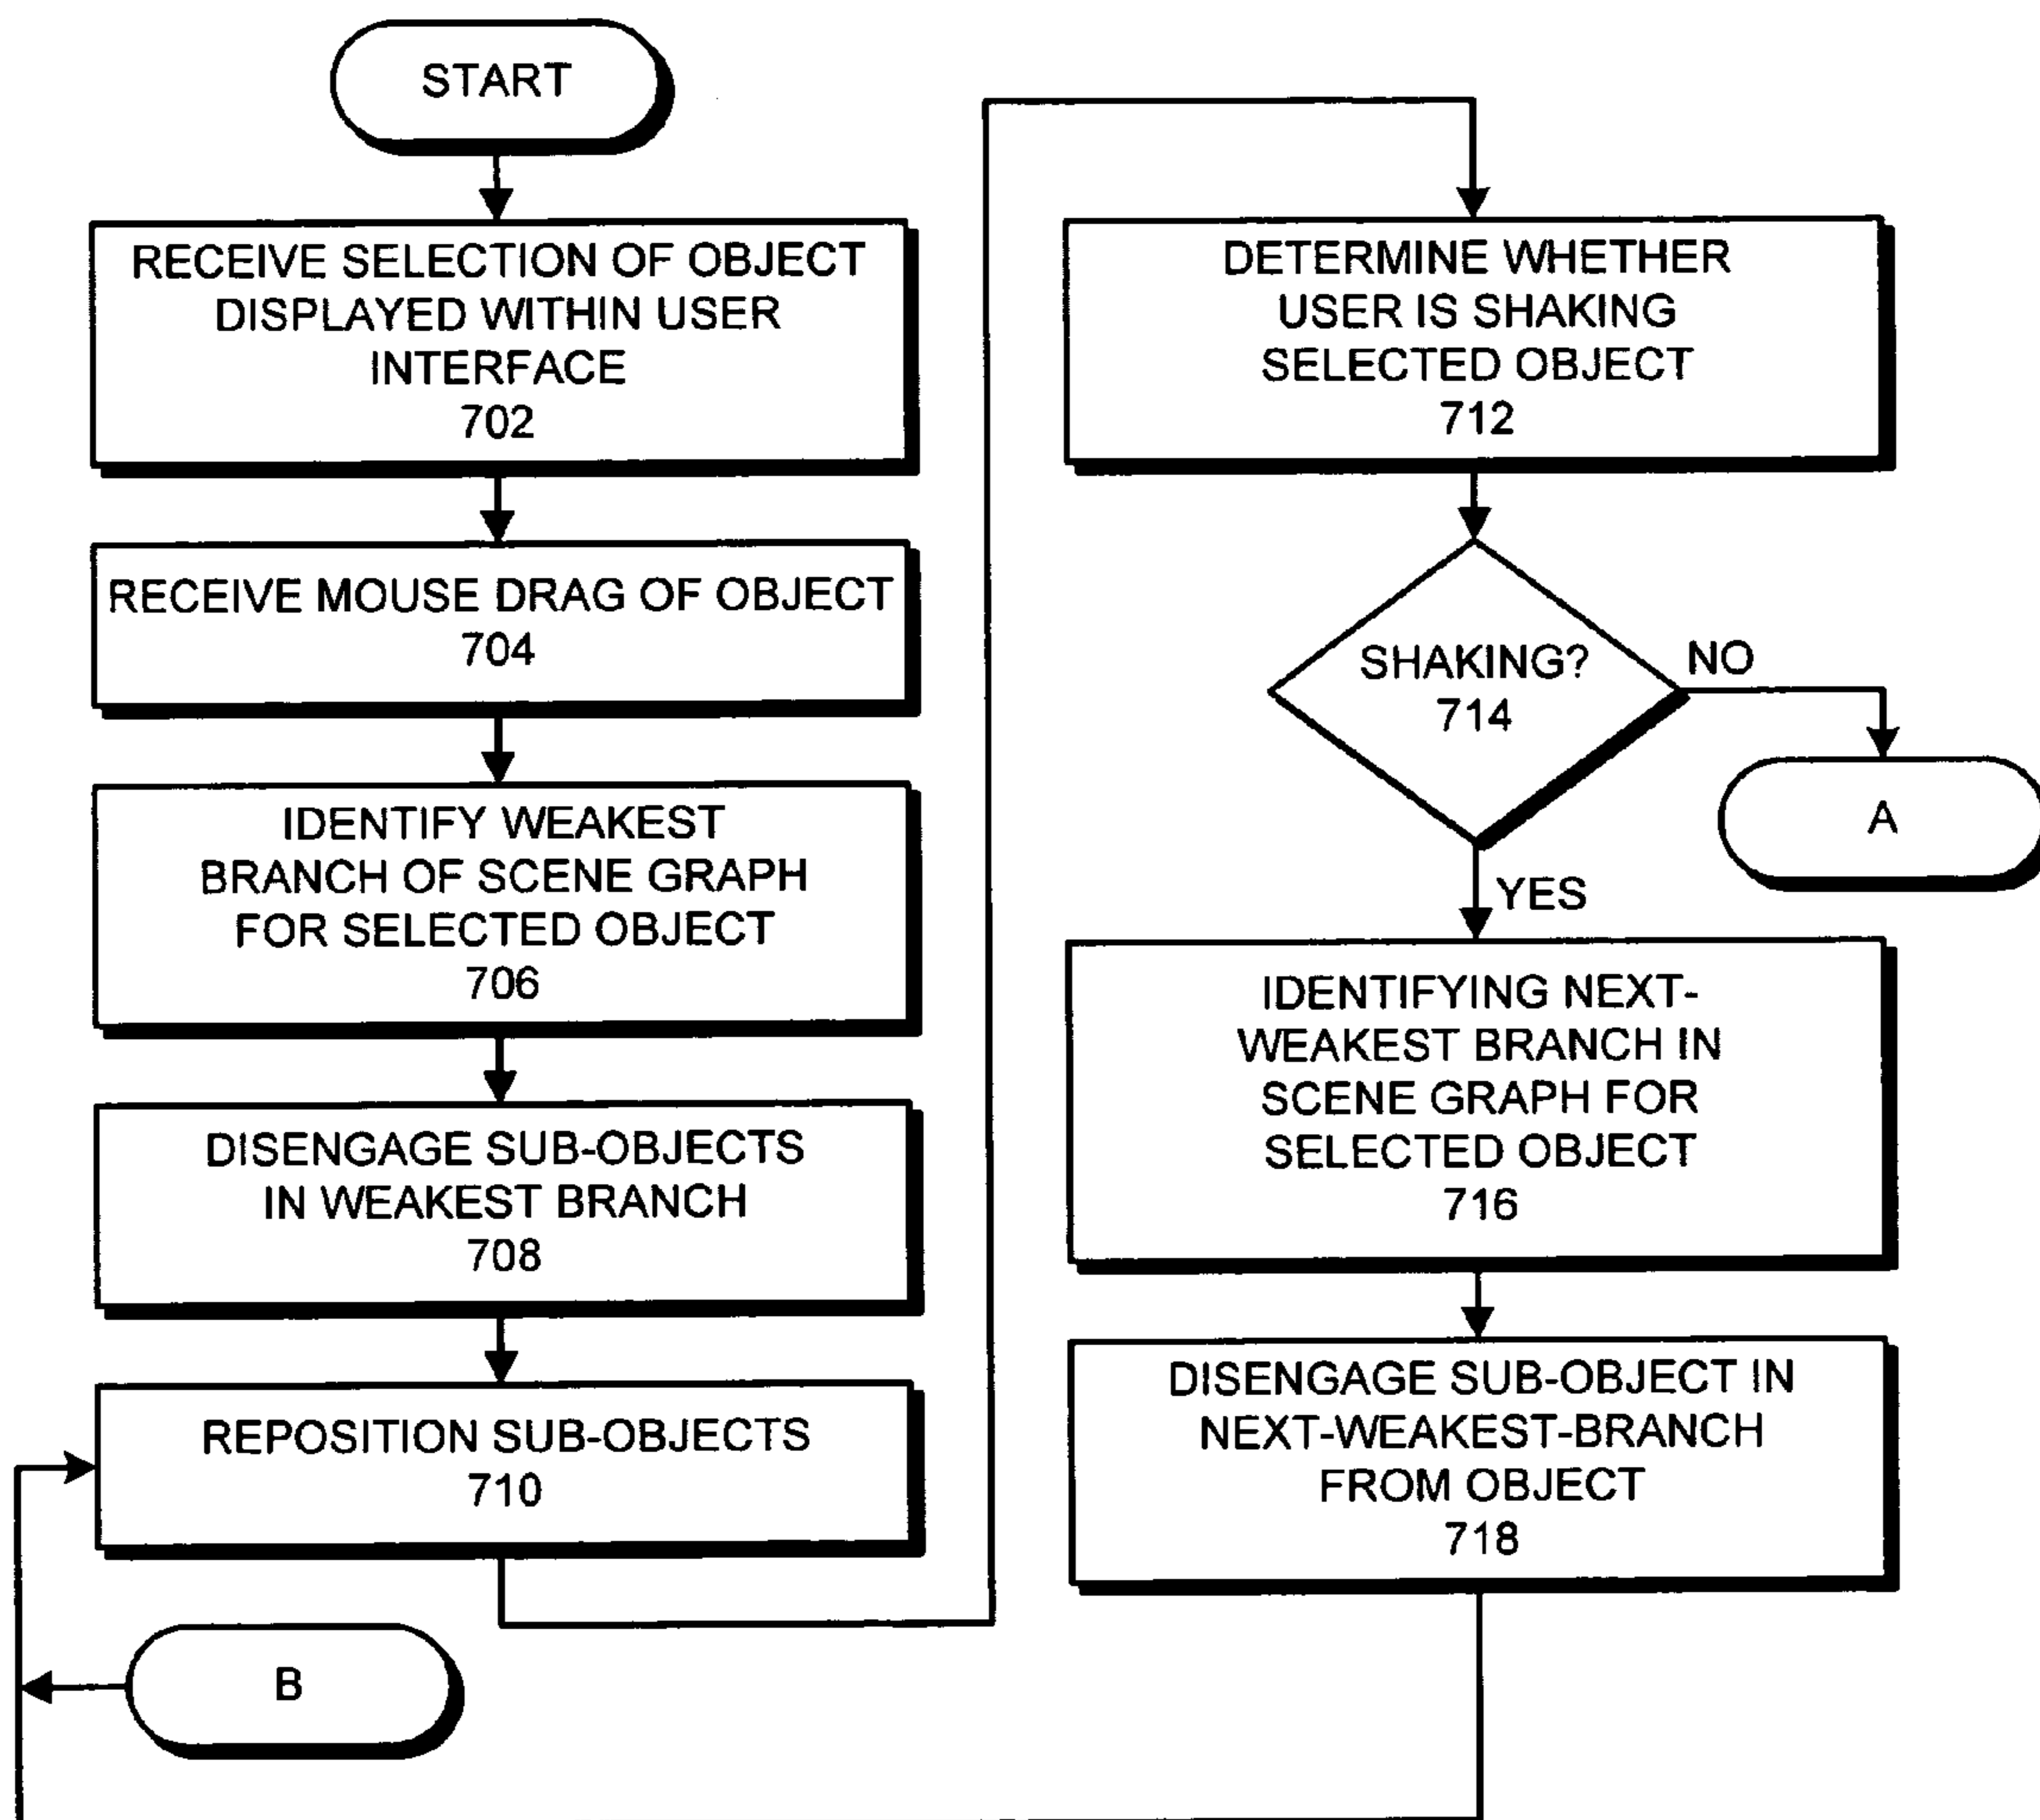 START
RECEIVE SELECTION OF OBJECT
DISPLAYED WITHIN USER
INTERFACE
702
RECEIVE MOUSE DRAG OF OBJECT
704
IDENTIFY WEAKEST
BRANCH OF SCENE GRAPH
FOR SELECTED OBJECT
706
DISENGAGE SUB-OBJECTS
IN WEAKEST BRANCH
708
REPOSITION SUB-OBJECTS
710
B
DETERMINE WHETHER
USER IS SHAKING
SELECTED OBJECT
712
SHAKING?
714
NO
A
YES
IDENTIFYING NEXT-
WEAKEST BRANCH IN
SCENE GRAPH FOR
SELECTED OBJECT
716
DISENGAGE SUB-OBJECT IN
NEXT-WEAKEST-BRANCH
FROM OBJECT
718